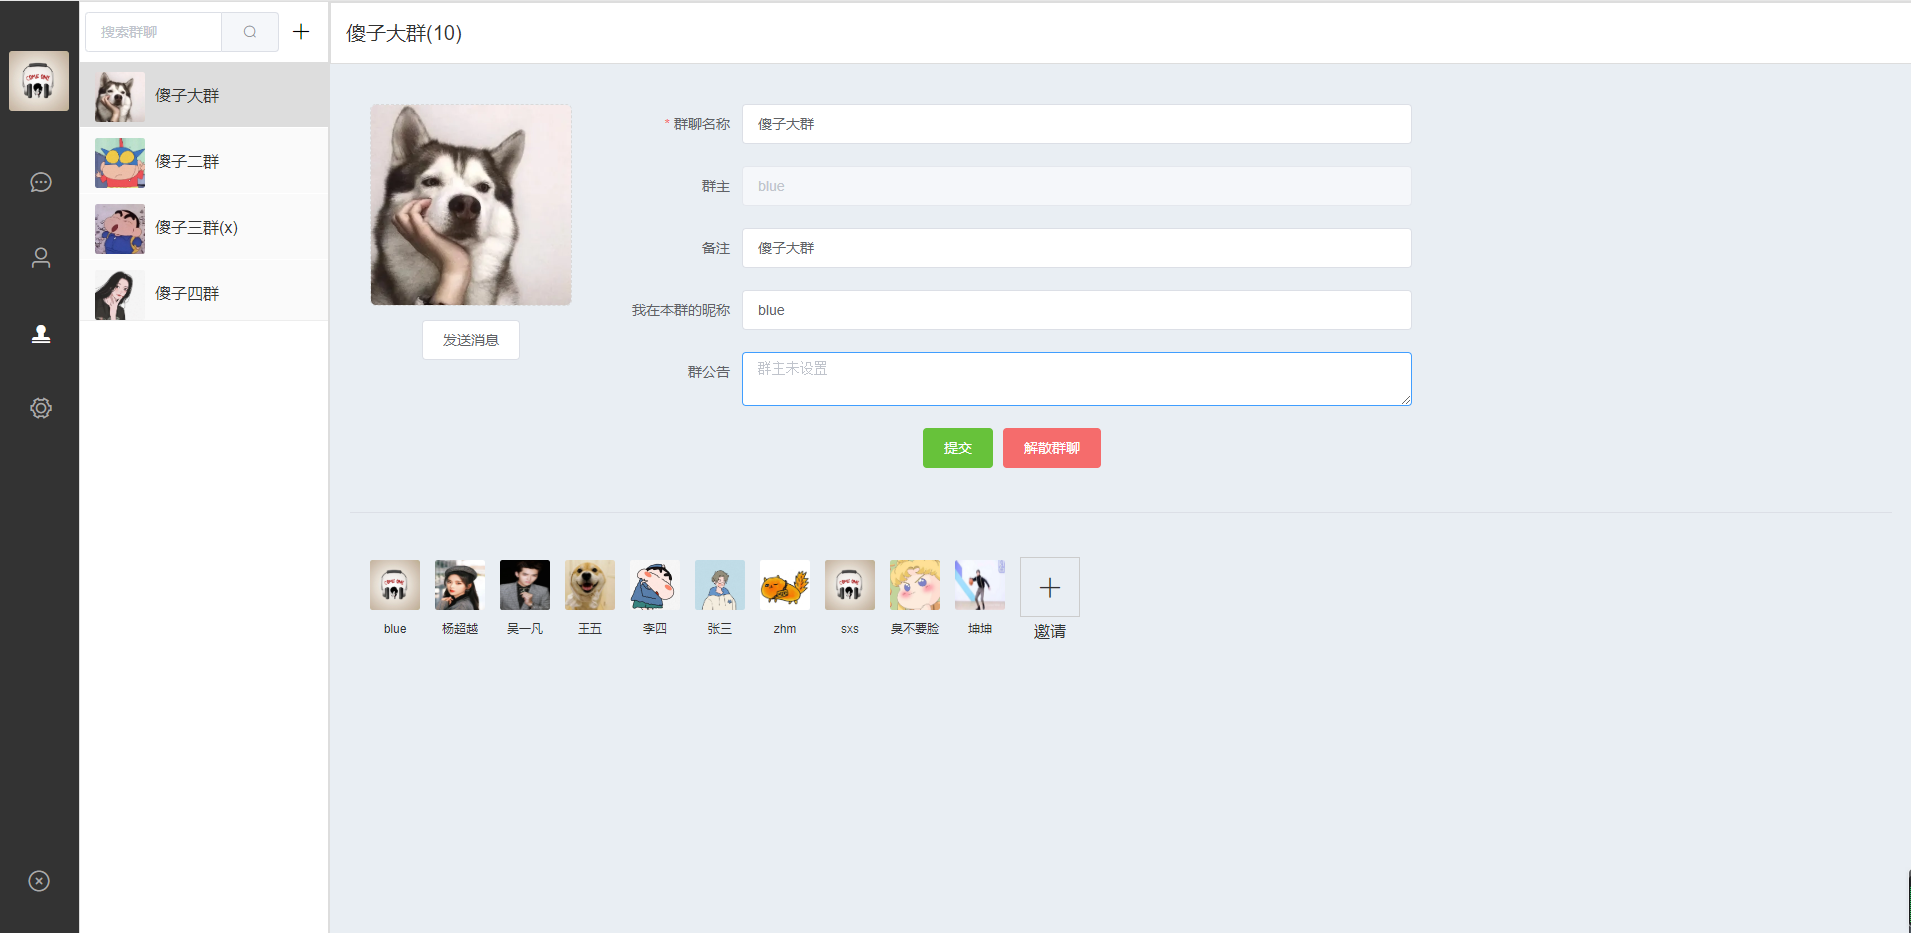 搜索群聊
傻子大群
傻子二群
傻子三群(x)
傻子四群
傻子大群(10)
发送消息
* 群聊名称 傻子大群
群主 blue
备注 傻子大群
我在本群的昵称 blue
群公告 群主未设置
提交 解散群聊
blue 杨超越 吴一凡 王五 李四 张三 zhm sxs 臭不要脸 坤坤 邀请